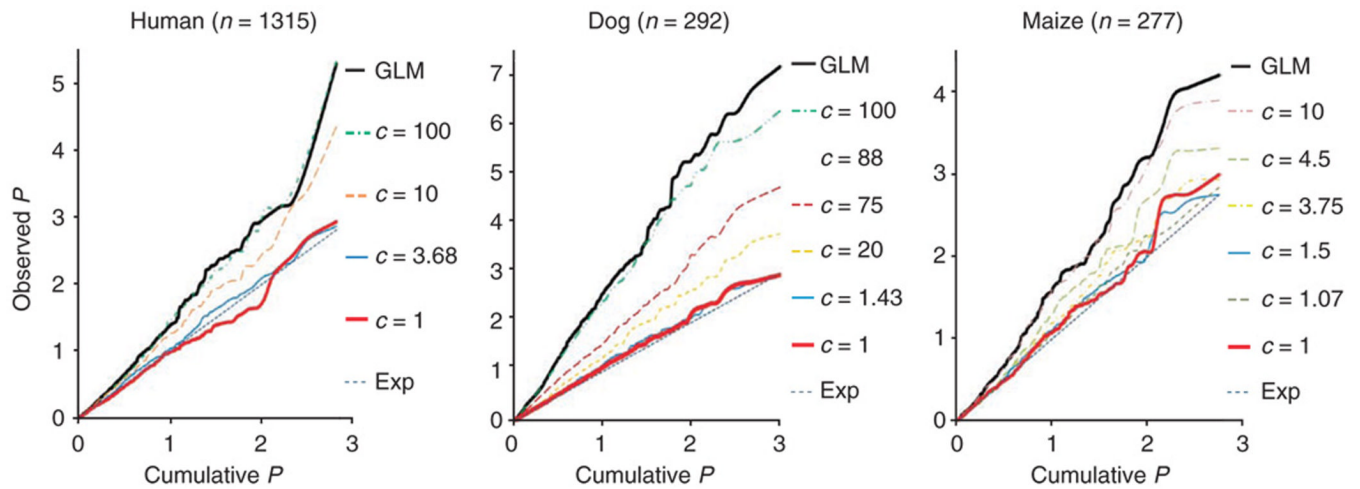 Human (n = 1315)
Observed P
5
4
3
2
1
0
0 1 2 3
Cumulative P
GLM
c = 100
c = 10
c = 3.68
c = 1
Exp
Dog (n = 292)
7
6
5
4
3
2
1
0
0 1 2 3
Cumulative P
GLM
c = 100
c = 88
c = 75
c = 20
c = 1.43
c = 1
Exp
Maize (n = 277)
4
3
2
1
0
0 1 2 3
Cumulative P
GLM
c = 10
c = 4.5
c = 3.75
c = 1.5
c = 1.07
c = 1
Exp